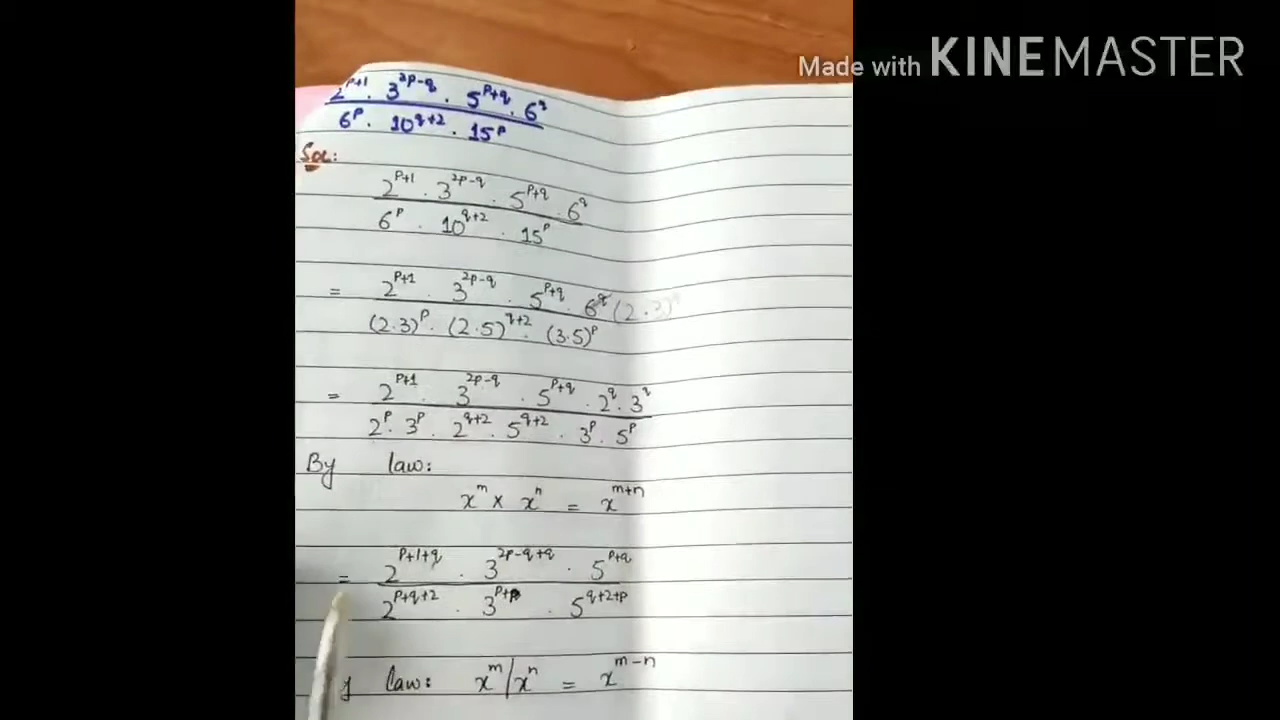 Made with KINEMASTER
2^{p+1} . 3^{2p-q} . 5^{p+q} . 6^q
6^p . 10^{q+2} . 15^p
Sol:
2^{p+1} . 3^{2p-q} . 5^{p+q} . 6^q
6^p . 10^{q+2} . 15^p
= 2^{p+1} . 3^{2p-q} . 5^{p+q} . 6^q (2.3)^q
(2.3)^p . (2.5)^{q+2} . (3.5)^p
= 2^{p+1} . 3^{2p-q} . 5^{p+q} . 2^q . 3^q
2^p . 3^p . 2^{q+2} . 5^{q+2} . 3^p . 5^p
By law:
x^m × x^n = x^{m+n}
= 2^{p+1+q} . 3^{2p-q+q} . 5^{p+q}
2^{p+q+2} . 3^{p+p} . 5^{q+2+p}
y law: x^m / x^n = x^{m-n}